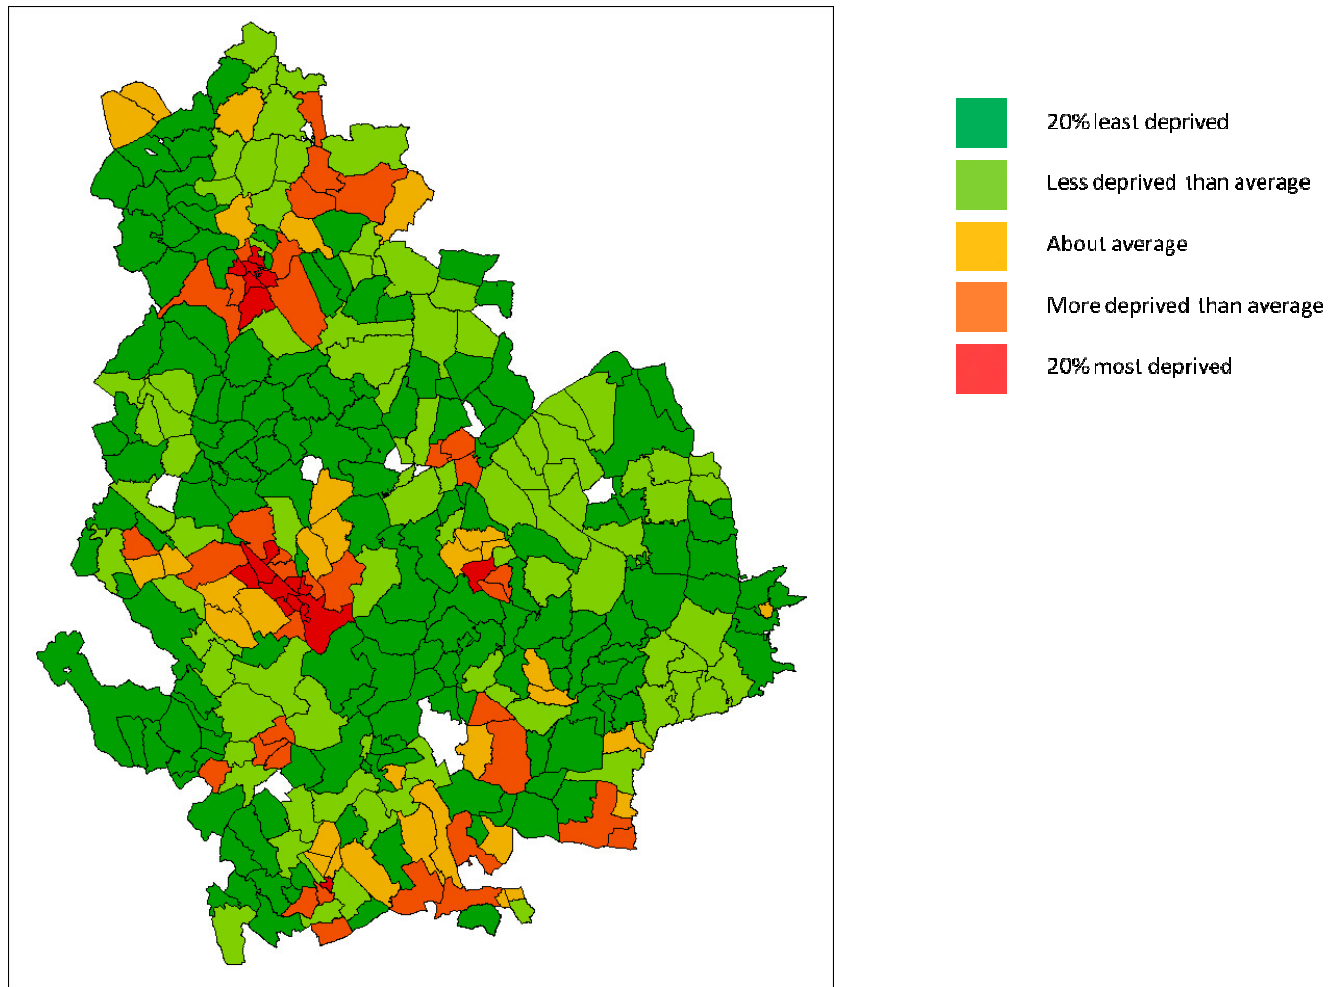 20% least deprived
Less deprived than average
About average
More deprived than average
20% most deprived